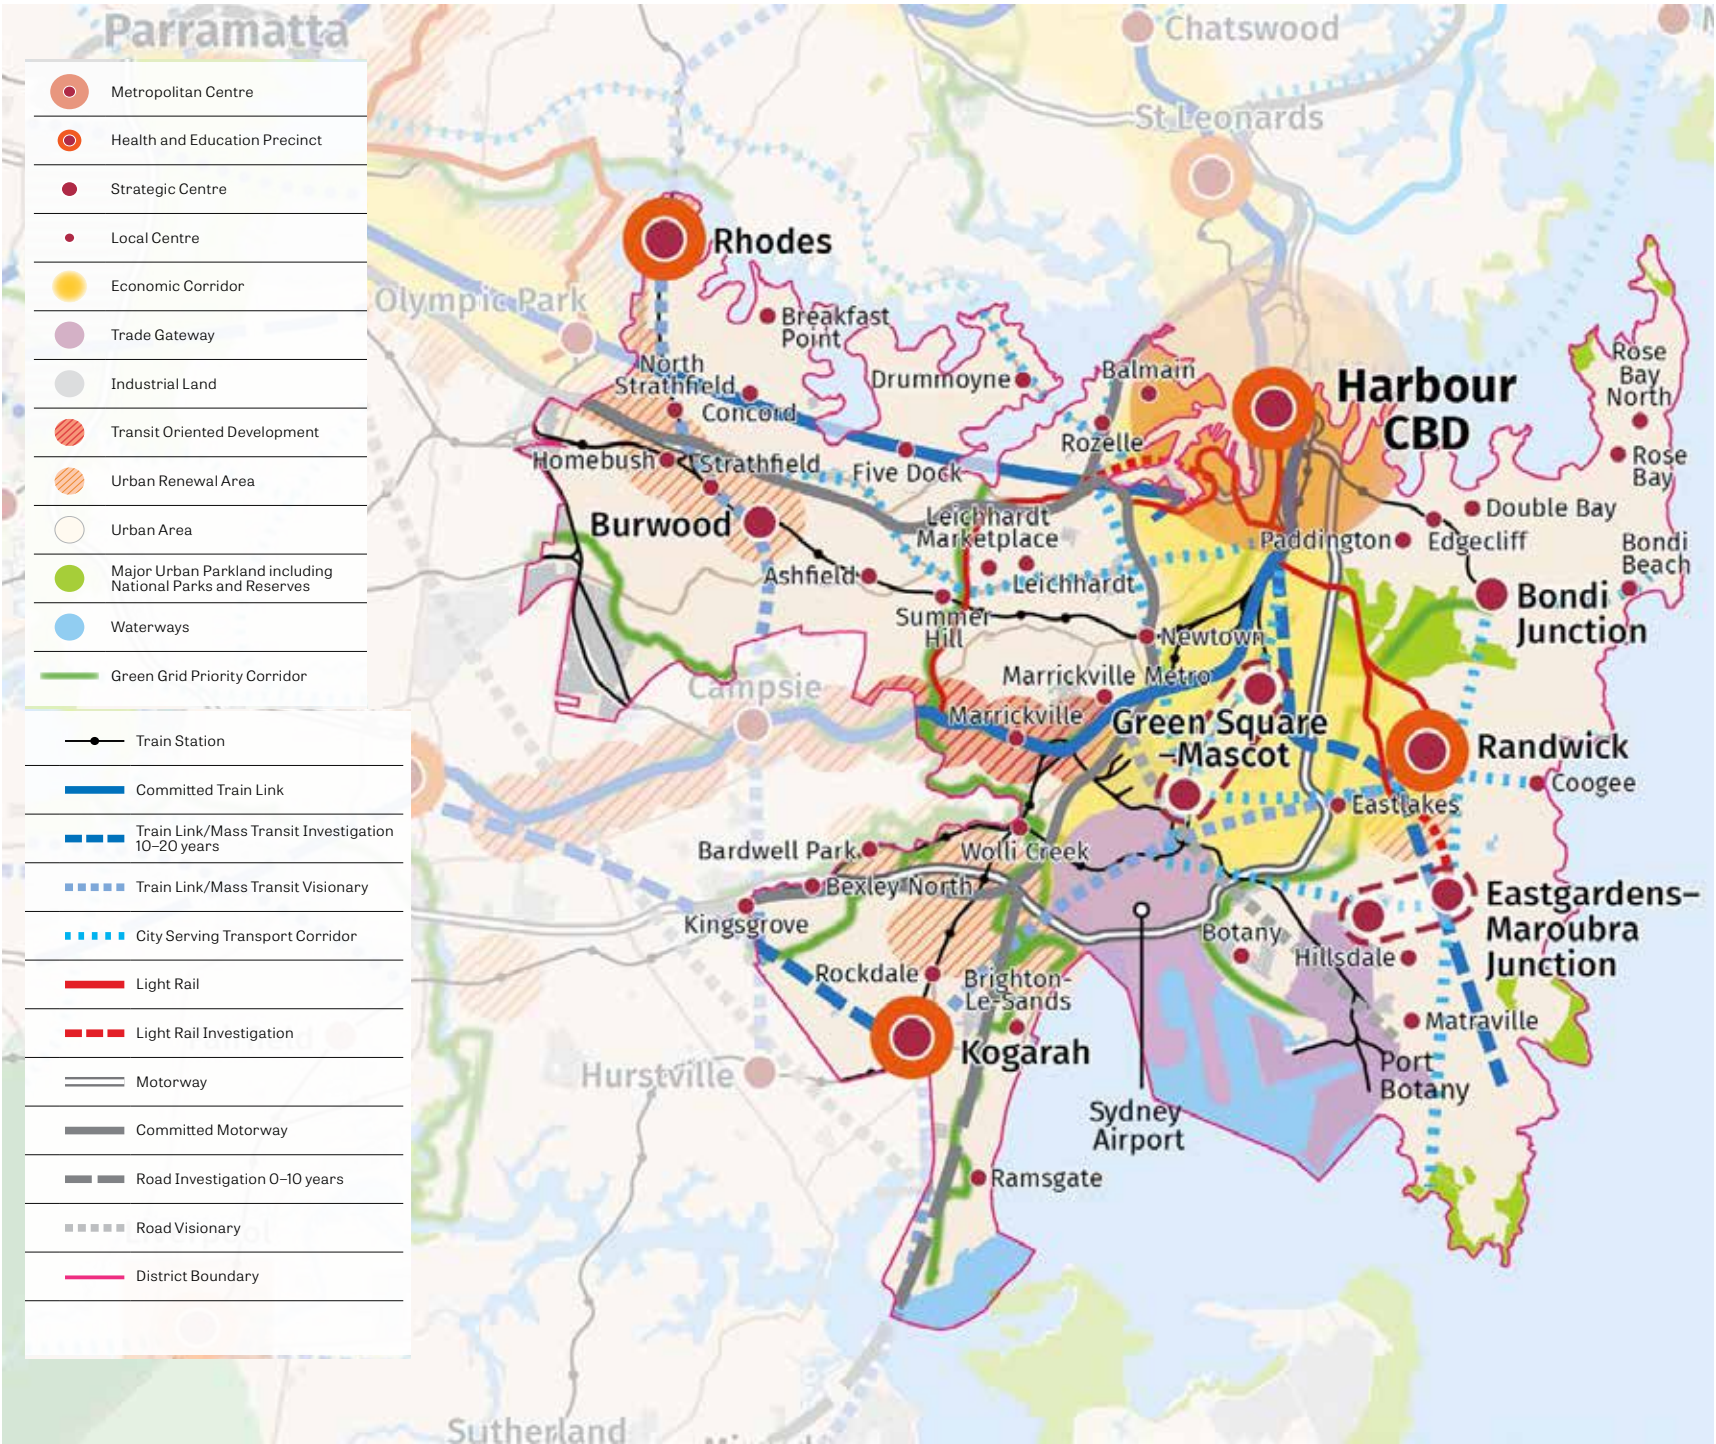 Parramatta
Metropolitan Centre
Health and Education Precinct
Strategic Centre
Local Centre
Economic Corridor
Trade Gateway
Industrial Land
Transit Oriented Development
Urban Renewal Area
Urban Area
Major Urban Parkland including
National Parks and Reserves
Waterways
Green Grid Priority Corridor
Train Station
Committed Train Link
Train Link/Mass Transit Investigation
10–20 years
Train Link/Mass Transit Visionary
City Serving Transport Corridor
Light Rail
Light Rail Investigation
Motorway
Committed Motorway
Road Investigation 0–10 years
Road Visionary
District Boundary
Chatswood
St Leonards
Rhodes
Olympic Park
Breakfast
Point
North
Strathfield
Concord
Drummoyne
Balmain
Harbour
CBD
Rose
Bay
North
Rozelle
Homebush
Strathfield
Five Dock
Rose
Bay
Burwood
Leichhardt
Marketplace
Double Bay
Paddington
Edgecliff
Bondi
Beach
Ashfield
Leichhardt
Bondi
Junction
Summer
Hill
Newtown
Campsie
Marrickville Metro
Marrickville
Green Square
–Mascot
Randwick
Coogee
Eastlakes
Bardwell Park
Wolli Creek
Bexley North
Kingsgrove
Eastgardens–
Maroubra
Junction
Botany
Hillsdale
Rockdale
Brighton-
Le-Sands
Matraville
Kogarah
Port
Botany
Hurstville
Sydney
Airport
Ramsgate
Sutherland